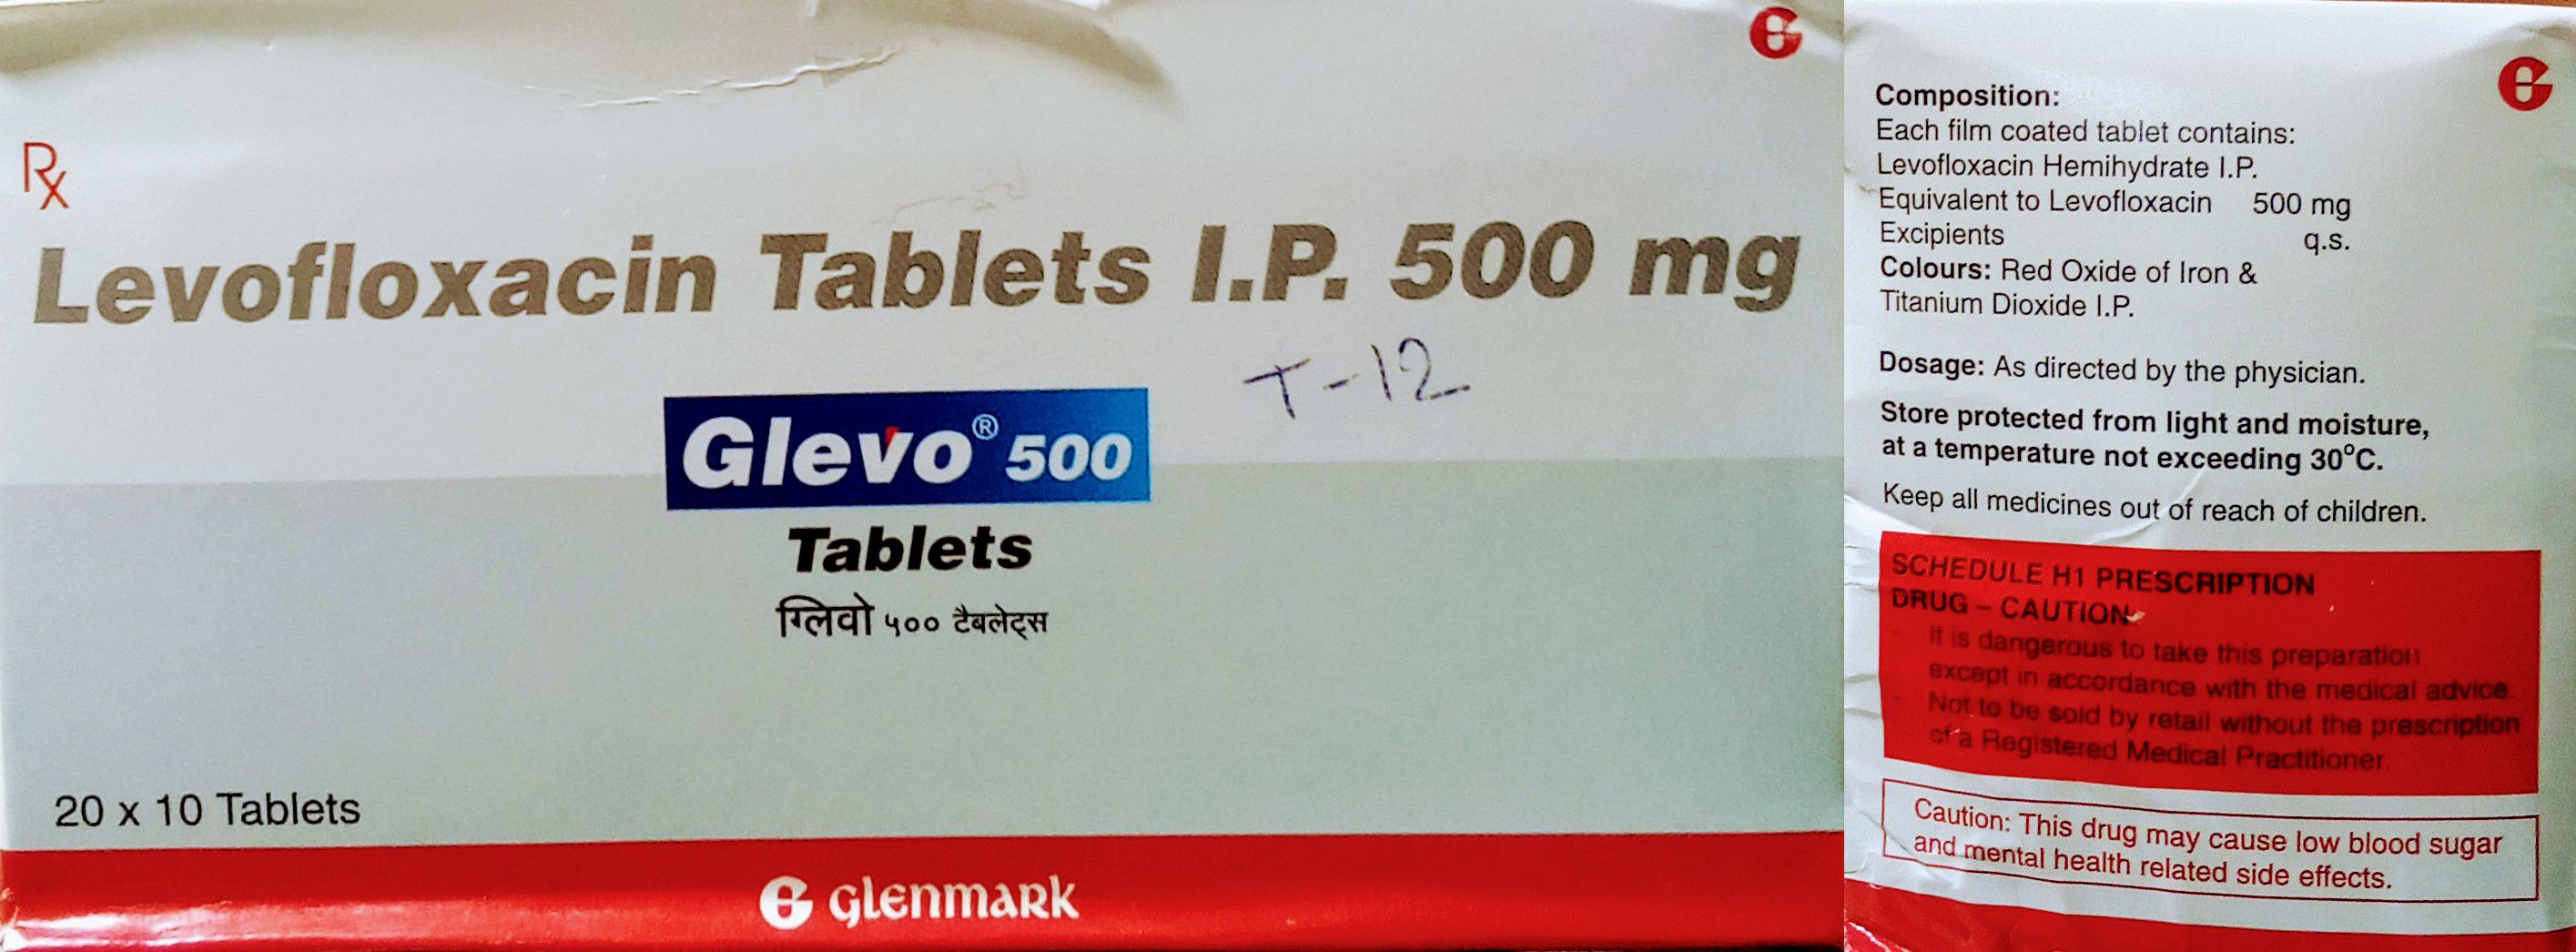 Rx
Levofloxacin Tablets I.P. 500 mg
T-12
Glevo® 500
Tablets
ग्लिवो ५०० टैबलेट्स
20 x 10 Tablets
glenmark
Composition:
Each film coated tablet contains:
Levofloxacin Hemihydrate I.P.
Equivalent to Levofloxacin 500 mg
Excipients q.s.
Colours: Red Oxide of Iron &
Titanium Dioxide I.P.
Dosage: As directed by the physician.
Store protected from light and moisture,
at a temperature not exceeding 30°C.
Keep all medicines out of reach of children.
SCHEDULE H1 PRESCRIPTION
DRUG – CAUTION
- It is dangerous to take this preparation
except in accordance with the medical advice.
- Not to be sold by retail without the prescription
of a Registered Medical Practitioner.
Caution: This drug may cause low blood sugar
and mental health related side effects.